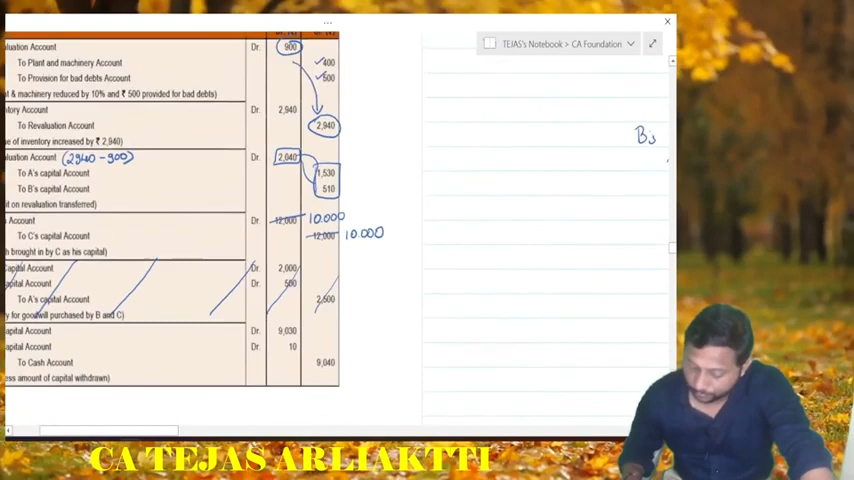 TEJAS's Notebook > CA Foundation
luation Account Dr. 900
To Plant and machinery Account 400
To Provision for bad debts Account 500
t & machinery reduced by 10% and ₹ 500 provided for bad debts)
ntory Account Dr. 2,940
To Revaluation Account 2,940
e of inventory increased by ₹ 2,940)
luation Account (2940-900) Dr. 2,040
To A's capital Account 1,530
To B's capital Account 510
it on revaluation transferred)
Account Dr. 12,000 10.000
To C's capital Account 12,000 10.000
h brought in by C as his capital)
Capital Account Dr. 2,000
apital Account Dr. 500
To A's capital Account 2,500
y for goodwill purchased by B and C)
apital Account Dr. 9,030
apital Account Dr. 10
To Cash Account 9,040
ess amount of capital withdrawn)
B's
CA TEJAS ARLIAKTTI